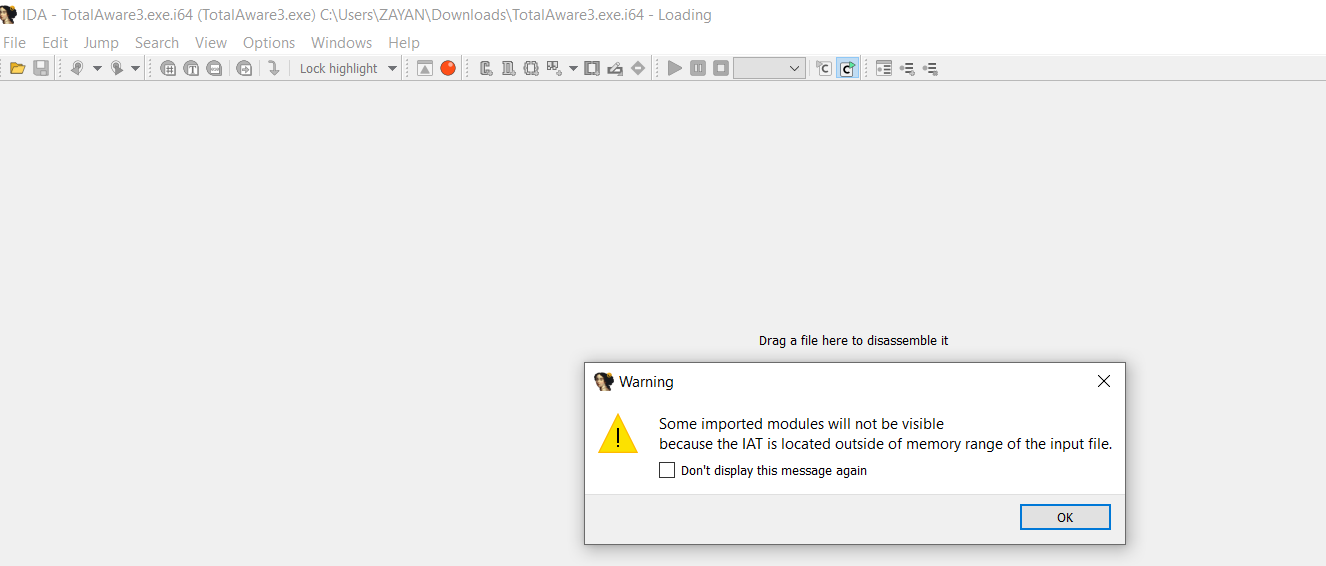 IDA - TotalAware3.exe.i64 (TotalAware3.exe) C:\Users\ZAYAN\Downloads\TotalAware3.exe.i64 - Loading
File Edit Jump Search View Options Windows Help
Lock highlight
Drag a file here to disassemble it
Warning
Some imported modules will not be visible
because the IAT is located outside of memory range of the input file.
Don't display this message again
OK